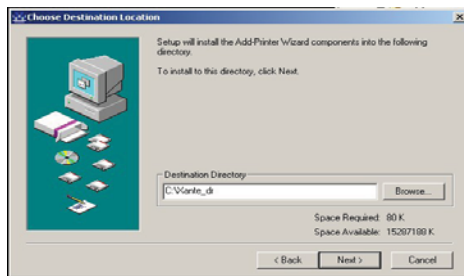 Choose Destination Location
Setup will install the Add-Printer Wizard components into the following
directory.
To install to this directory, click Next.
Destination Directory
C:\Xante_dr
Browse...
Space Required: 80 K
Space Available: 15287188 K
< Back
Next >
Cancel